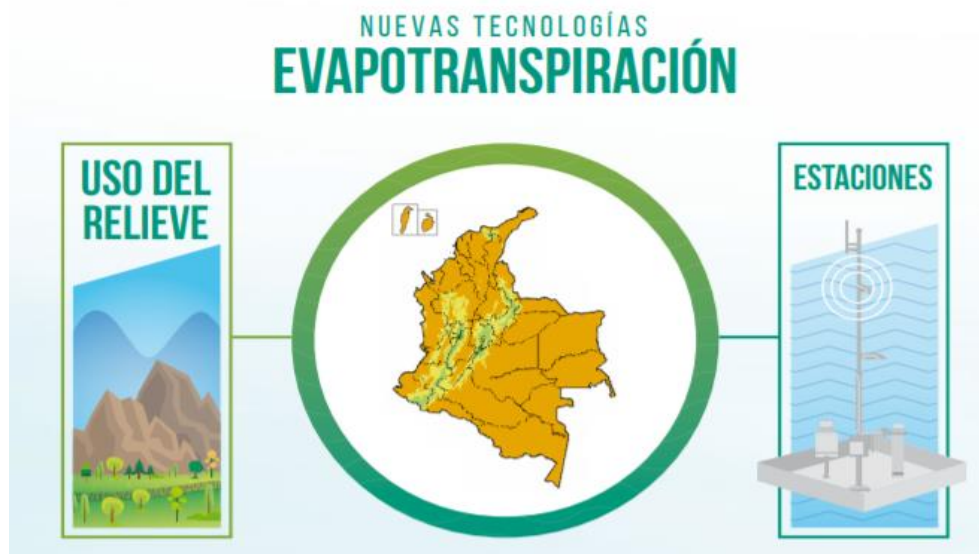 NUEVAS TECNOLOGÍAS
EVAPOTRANSPIRACIÓN
USO DEL
RELIEVE
ESTACIONES